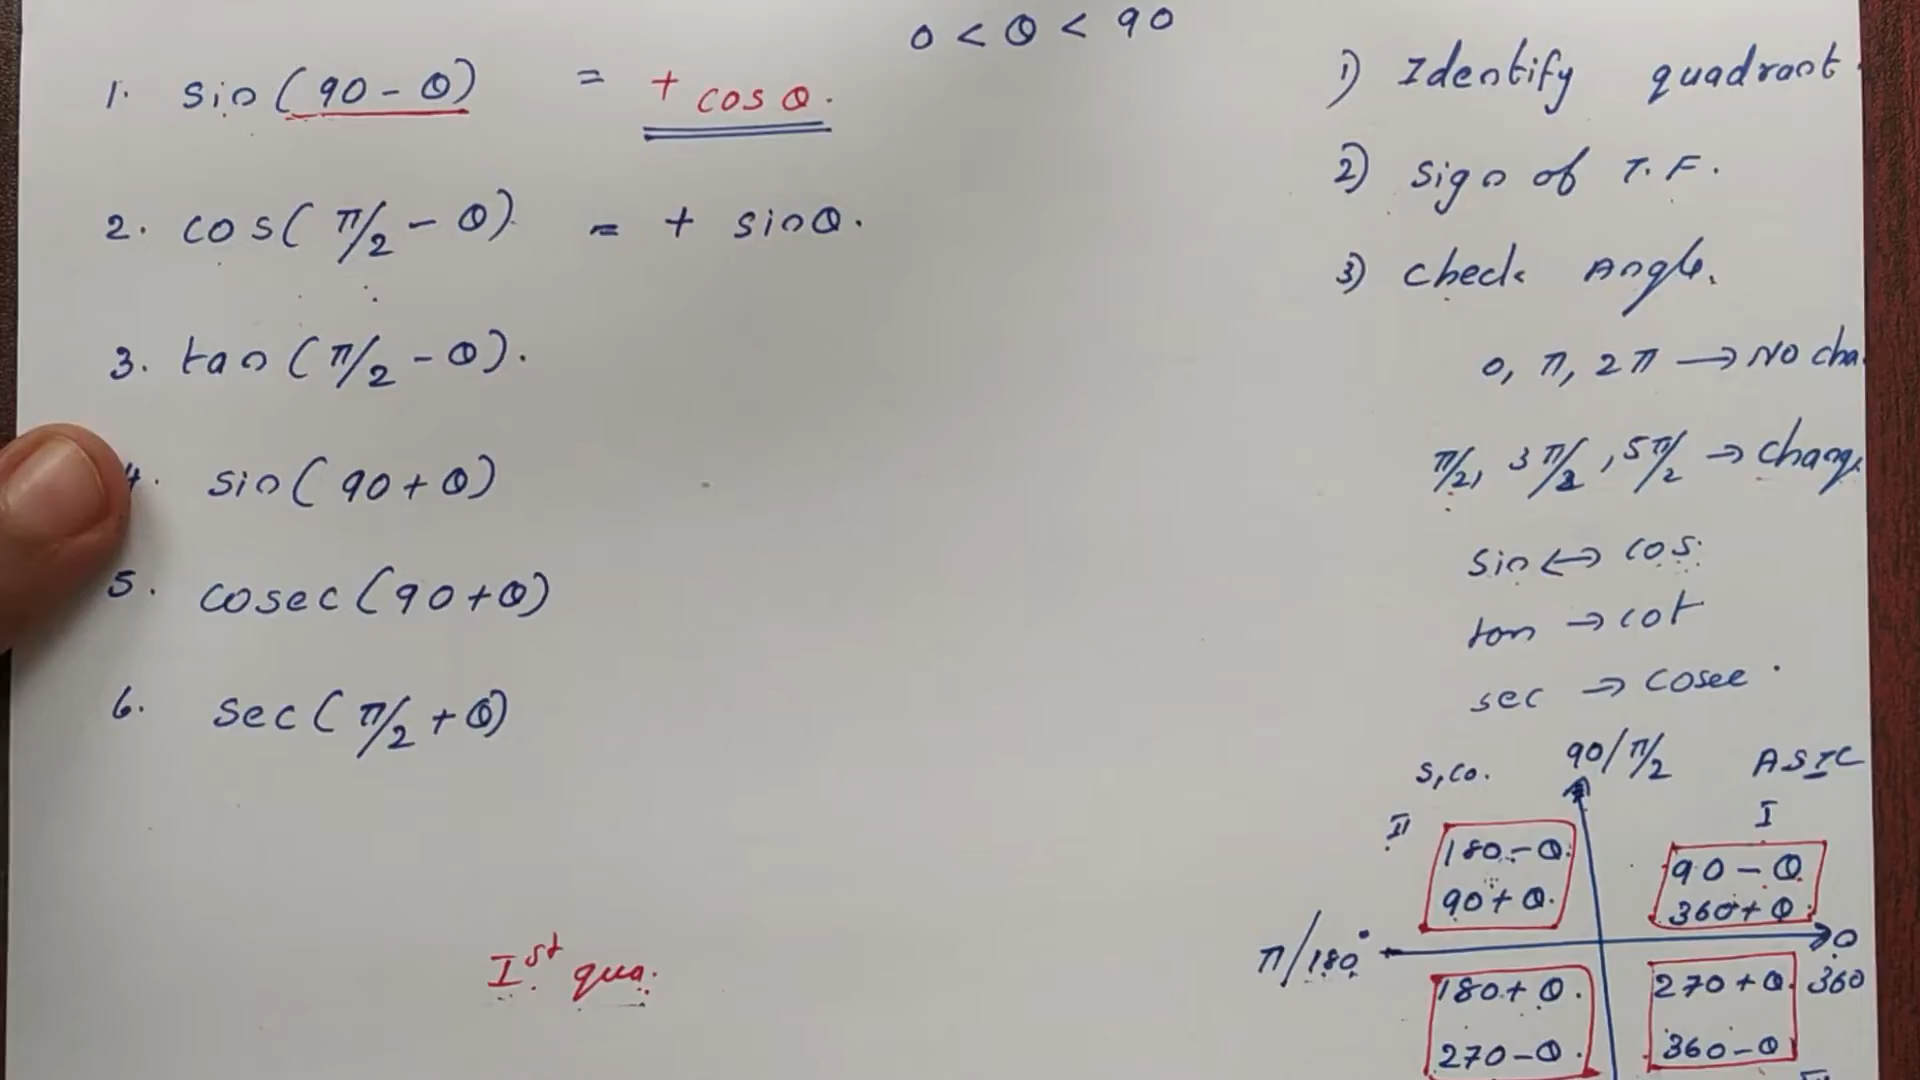 0 < θ < 90
1. sin(90-θ) = + cos θ.
2. cos(π/2 - θ) = + sinθ.
3. tan(π/2 - θ).
4. sin(90+θ)
5. cosec(90+θ)
6. sec(π/2 + θ)
Ist qua.
1) Identify quadrant
2) Sign of T.F.
3) Check Angle.
0, π, 2π → No cha
π/2, 3π/2, 5π/2 → Chang
Sin ↔ cos.
tan → cot
sec → cosec
S, Co. 90/π/2 ASTC
II I
180-θ. 90-θ
90+θ. 360+θ.
π/180° 0
180+θ. 270+θ. 360
270-θ. 360-θ